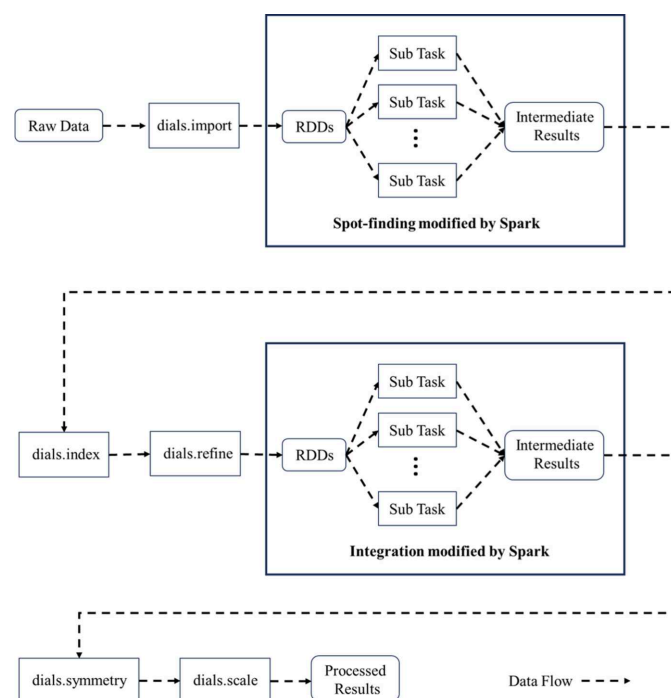 Sub Task
Sub Task
Raw Data
dials.import
RDDs
Intermediate
Results
Sub Task
Spot-finding modified by Spark
Sub Task
Sub Task
dials.index
dials.refine
RDDs
Intermediate
Results
Sub Task
Integration modified by Spark
dials.symmetry
dials.scale
Processed
Results
Data Flow